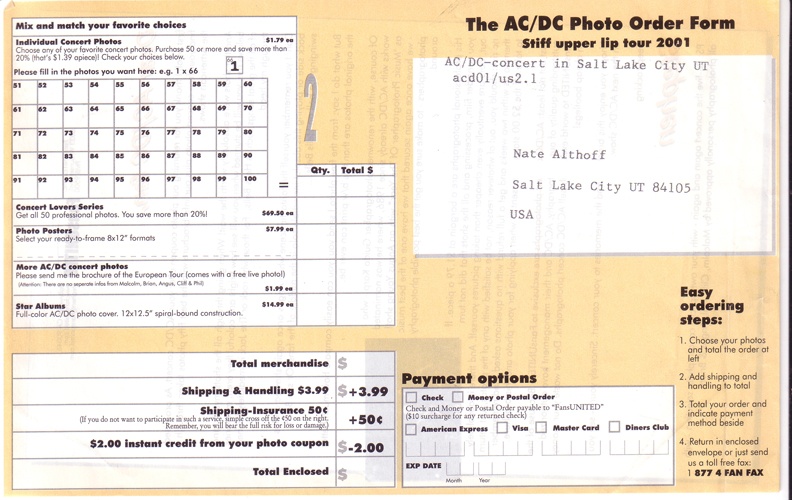 Mix and match your favorite choices
Individual Concert Photos $1.79 ea
Choose any of your favorite concert photos. Purchase 50 or more and save more than
20% (that's $1.39 apiece)! Check your choices below.
Please fill in the photos you want here: e.g. 1 x 66
66
1
51 52 53 54 55 56 57 58 59 60
61 62 63 64 65 66 67 68 69 70
71 72 73 74 75 76 77 78 79 80
81 82 83 84 85 86 87 88 89 90
91 92 93 94 95 96 97 98 99 100
=
2
Qty. Total $
Concert Lovers Series
Get all 50 professional photos. You save more than 20%! $69.50 ea
Photo Posters $7.99 ea
Select your ready-to-frame 8x12" formats
More AC/DC concert photos
Please send me the brochure of the European Tour (comes with a free live photo!)
(Attention: There are no seperate infos from Malcolm, Brian, Angus, Cliff & Phil) $1.99 ea
Star Albums $14.99 ea
Full-color AC/DC photo cover. 12x12.5" spiral-bound construction.
Total merchandise $
Shipping & Handling $3.99 $+3.99
Shipping-Insurance 50¢ +50¢
(If you do not want to participate in such a service, simple cross off the ¢50 on the right.
Remember, you will bear the full risk for loss or damage.)
$2.00 instant credit from your photo coupon $-2.00
Total Enclosed $
The AC/DC Photo Order Form
Stiff upper lip tour 2001
AC/DC-concert in Salt Lake City UT
acd01/us2.1
Nate Althoff
Salt Lake City UT 84105
USA
Payment options
Check Money or Postal Order
Check and Money or Postal Order payable to "FansUNITED"
($10 surcharge for any returned check)
American Express Visa Master Card Diners Club
EXP DATE
Month Year
Easy
ordering
steps:
1. Choose your photos
and total the order at
left
2. Add shipping and
handling to total
3. Total your order and
indicate payment
method beside
4. Return in enclosed
envelope or just send
us a toll free fax:
1 877 4 FAN FAX